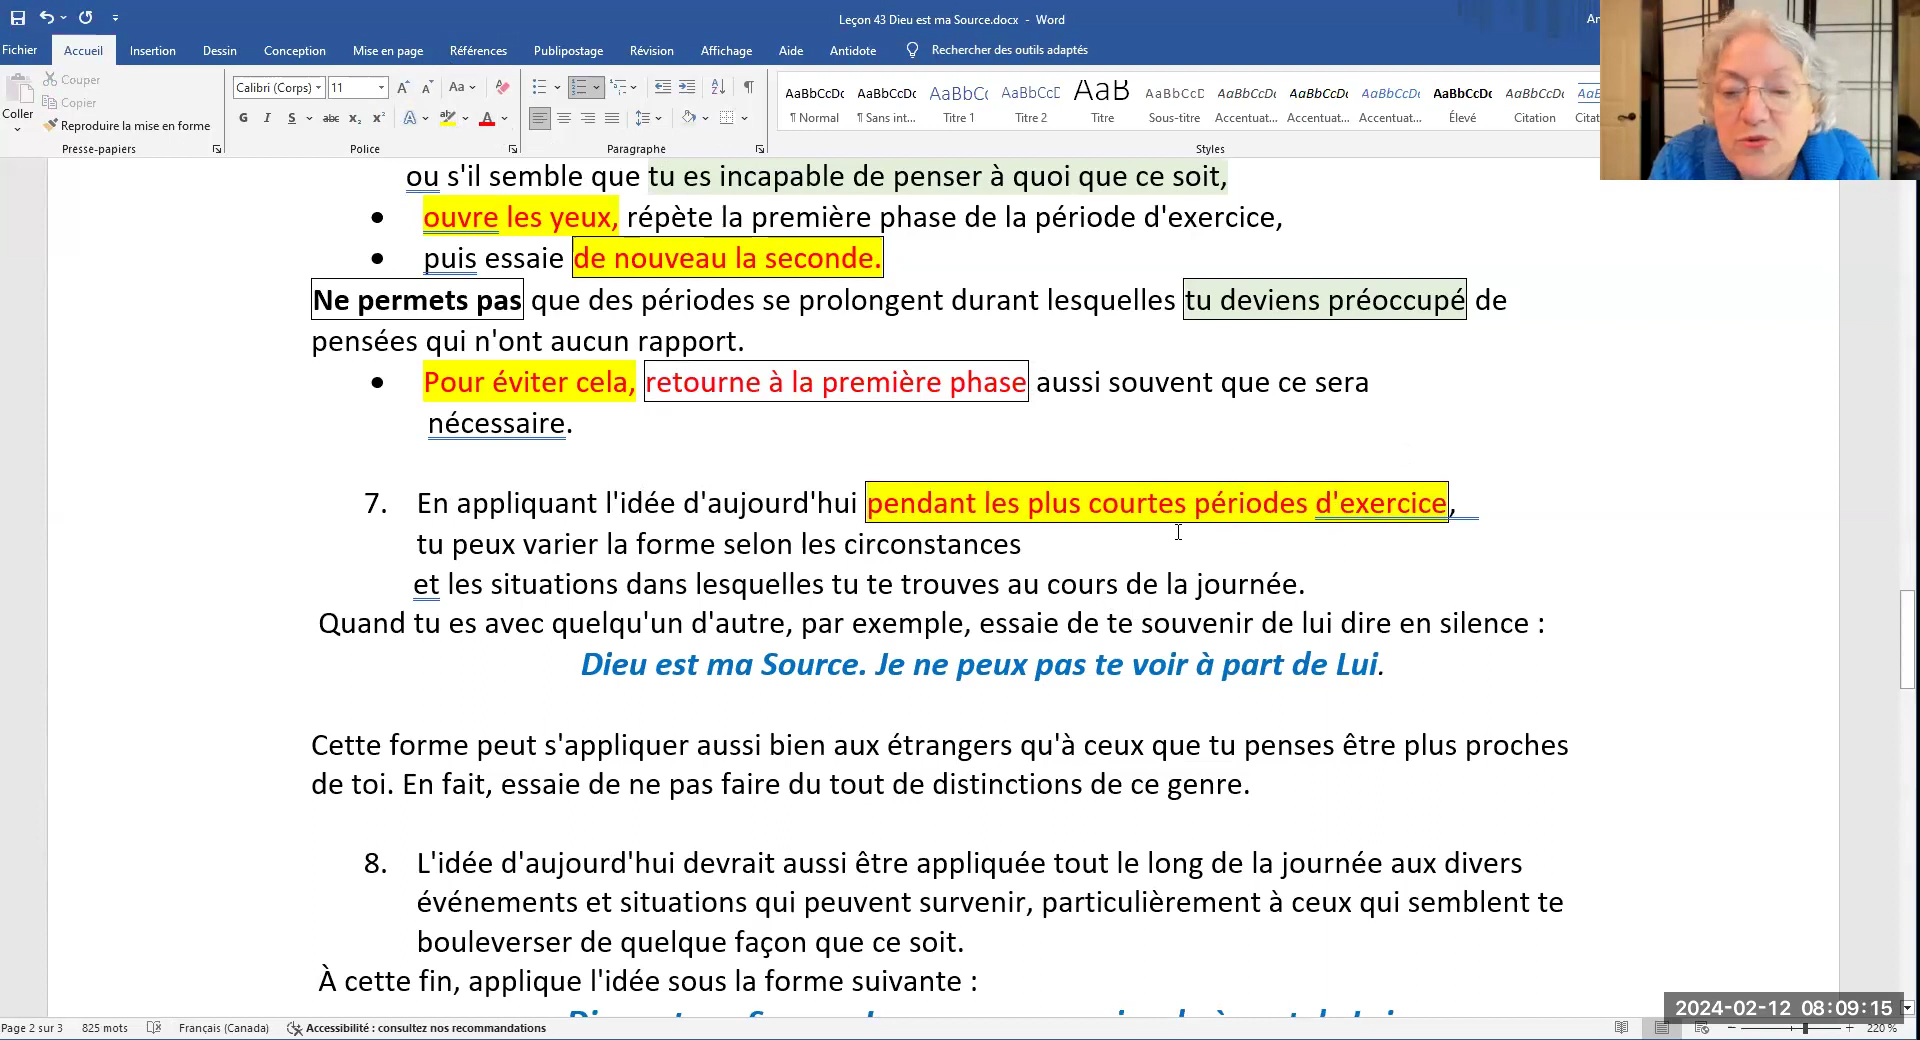 Leçon 43 Dieu est ma Source.docx - Word
Fichier Accueil Insertion Dessin Conception Mise en page Références Publipostage Révision Affichage Aide Antidote Rechercher des outils adaptés
Couper
Copier
Coller
Reproduire la mise en forme
Presse-papiers
Calibri (Corps) 11
G I S abc x₂ x²
Police
Paragraphe
AaBbCcDc AaBbCcDc AaBbC AaBbCcD AaB AaBbCcD AaBbCcDc AaBbCcDc AaBbCcDc AaBbCcDc AaBbCcDc
¶ Normal ¶ Sans int... Titre 1 Titre 2 Titre Sous-titre Accentuat... Accentuat... Accentuat... Élevé Citation Citat
Styles
ou s'il semble que tu es incapable de penser à quoi que ce soit,
• ouvre les yeux, répète la première phase de la période d'exercice,
• puis essaie de nouveau la seconde.
Ne permets pas que des périodes se prolongent durant lesquelles tu deviens préoccupé de
pensées qui n'ont aucun rapport.
• Pour éviter cela, retourne à la première phase aussi souvent que ce sera
nécessaire.
7. En appliquant l'idée d'aujourd'hui pendant les plus courtes périodes d'exercice,
tu peux varier la forme selon les circonstances
et les situations dans lesquelles tu te trouves au cours de la journée.
Quand tu es avec quelqu'un d'autre, par exemple, essaie de te souvenir de lui dire en silence :
Dieu est ma Source. Je ne peux pas te voir à part de Lui.
Cette forme peut s'appliquer aussi bien aux étrangers qu'à ceux que tu penses être plus proches
de toi. En fait, essaie de ne pas faire du tout de distinctions de ce genre.
8. L'idée d'aujourd'hui devrait aussi être appliquée tout le long de la journée aux divers
événements et situations qui peuvent survenir, particulièrement à ceux qui semblent te
bouleverser de quelque façon que ce soit.
À cette fin, applique l'idée sous la forme suivante :
2024-02-12 08:09:15
Page 2 sur 3 825 mots Français (Canada) Accessibilité : consultez nos recommandations 220 %